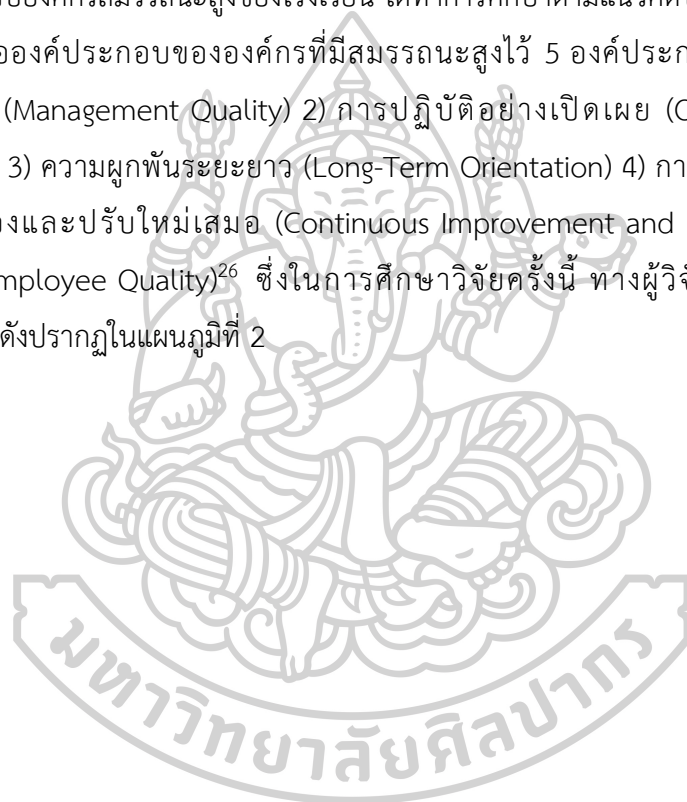 องค์กรสมรรถนะสูงของโรงเรียน ได้ทำการศึกษาตามแนวคิด
องค์ประกอบขององค์กรที่มีสมรรถนะสูงไว้ 5 องค์ประก
(Management Quality) 2) การปฏิบัติอย่างเปิดเผย (
3) ความผูกพันระยะยาว (Long-Term Orientation) 4) กา
องและปรับใหม่เสมอ (Continuous Improvement and
mployee Quality)26 ซึ่งในการศึกษาวิจัยครั้งนี้ ทางผู้วิจั
ดังปรากฏในแผนภูมิที่ 2
มหาวิทยาลัยศิลปากร